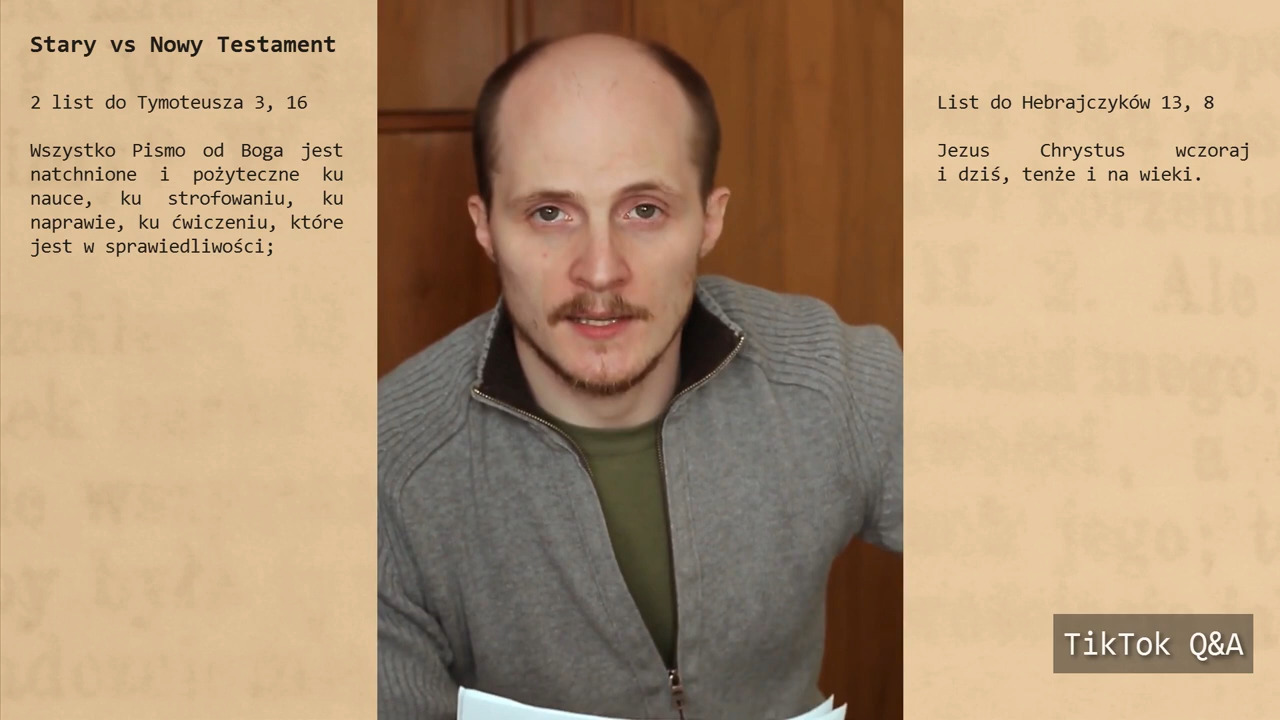 Stary vs Nowy Testament
2 list do Tymoteusza 3, 16
Wszystko Pismo od Boga jest
natchnione i pożyteczne ku
nauce, ku strofowaniu, ku
naprawie, ku ćwiczeniu, które
jest w sprawiedliwości;
List do Hebrajczyków 13, 8
Jezus Chrystus wczoraj
i dziś, tenże i na wieki.
TikTok Q&A